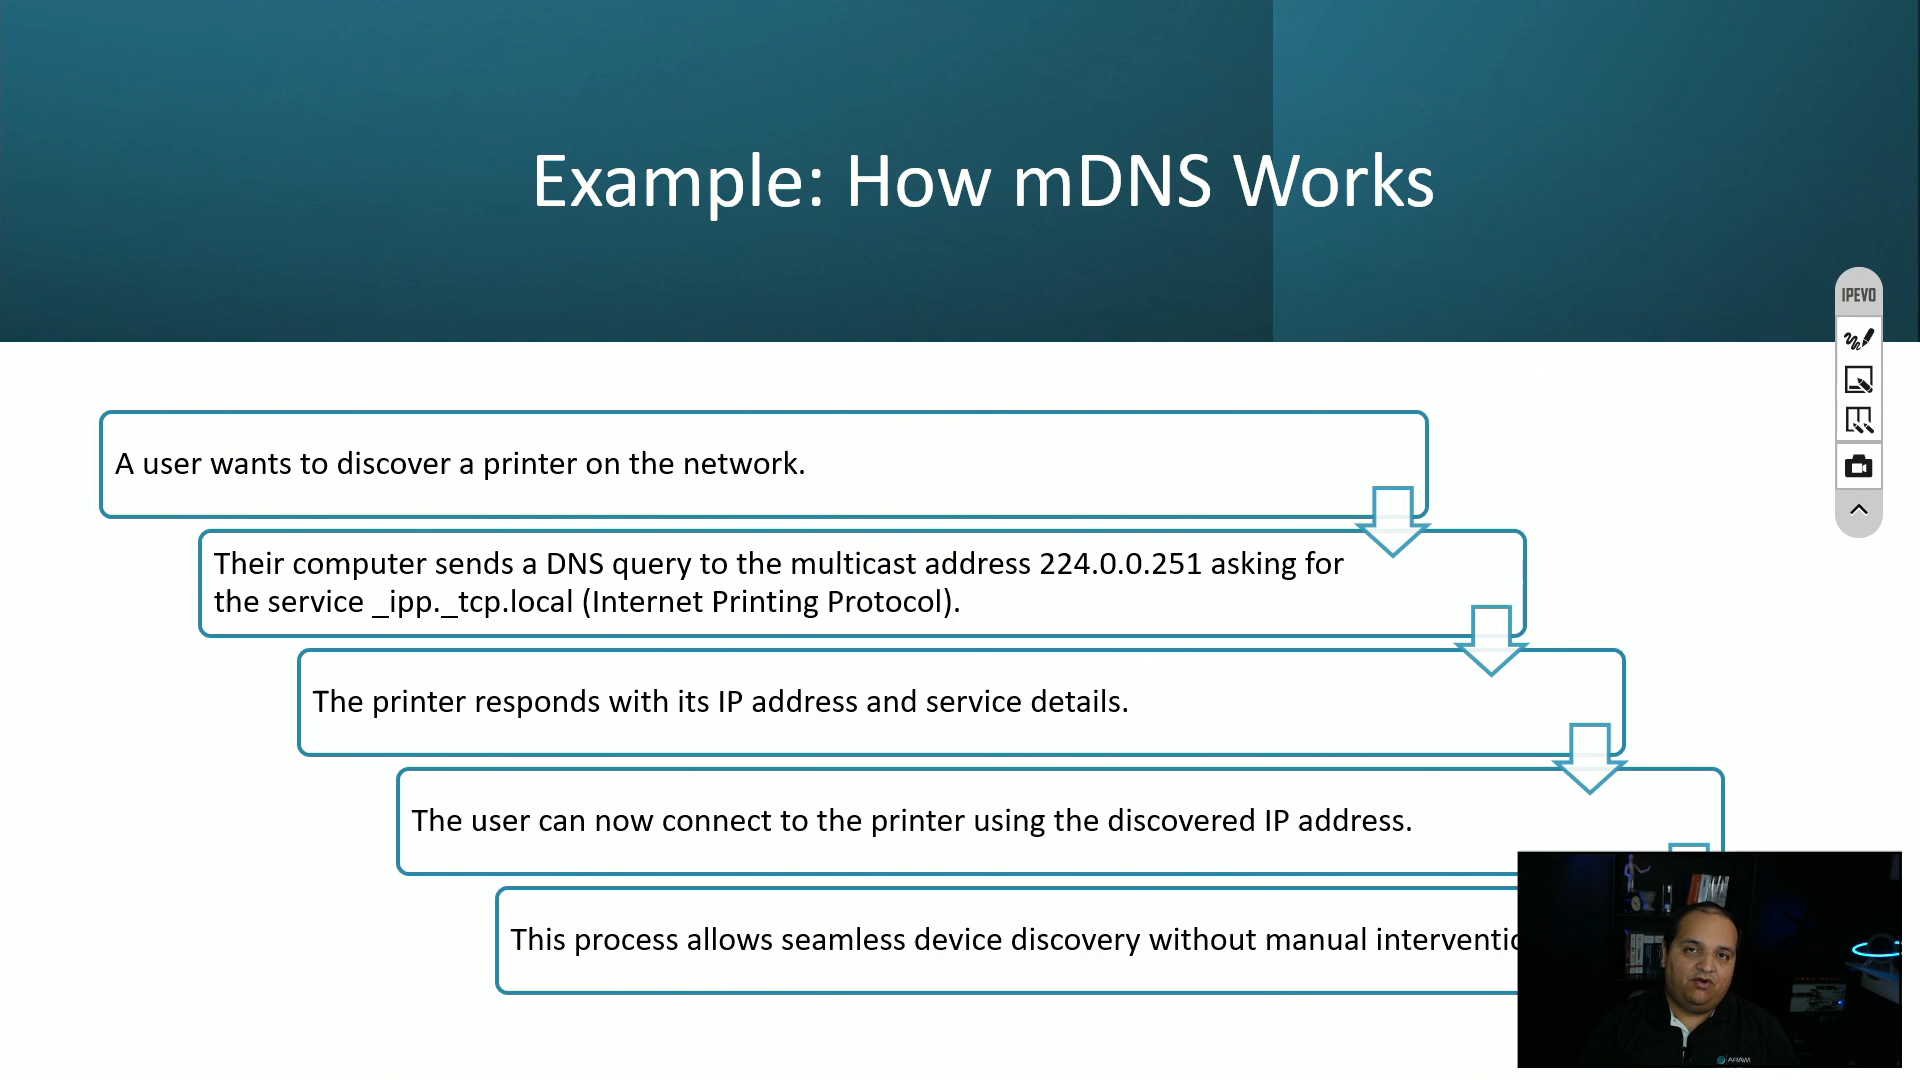 Example: How mDNS Works
IPEVO
A user wants to discover a printer on the network.
Their computer sends a DNS query to the multicast address 224.0.0.251 asking for
the service _ipp._tcp.local (Internet Printing Protocol).
The printer responds with its IP address and service details.
The user can now connect to the printer using the discovered IP address.
This process allows seamless device discovery without manual
ARAWI